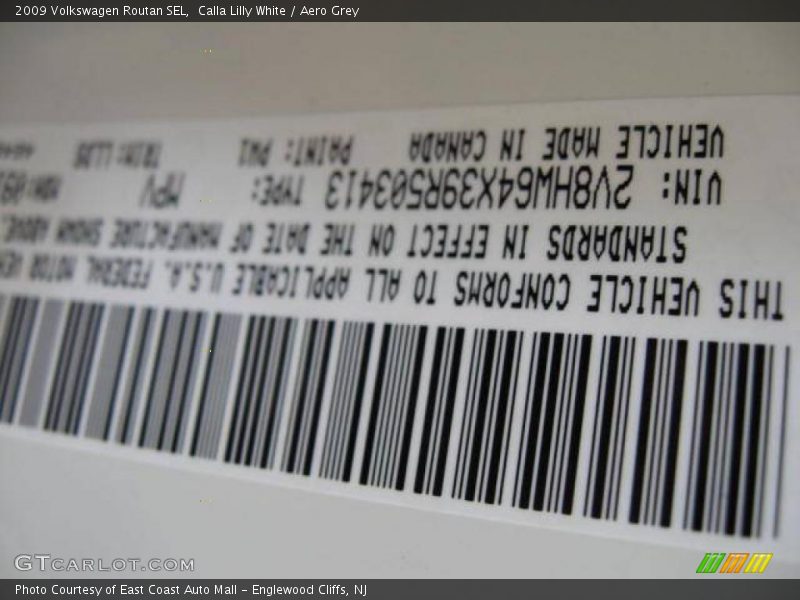 2009 Volkswagen Routan SEL, Calla Lilly White / Aero Grey
THIS VEHICLE CONFORMS TO ALL APPLICABLE U.S.A. FEDERAL MOTOR
STANDARDS IN EFFECT ON THE DATE OF MANUFACTURE SHOWN ABOVE.
VIN: 2V8HW64X39R503413 TYPE: MPV
VEHICLE MADE IN CANADA PAINT: PW1 TRIM:
GTCARLOT.COM
Photo Courtesy of East Coast Auto Mall – Englewood Cliffs, NJ